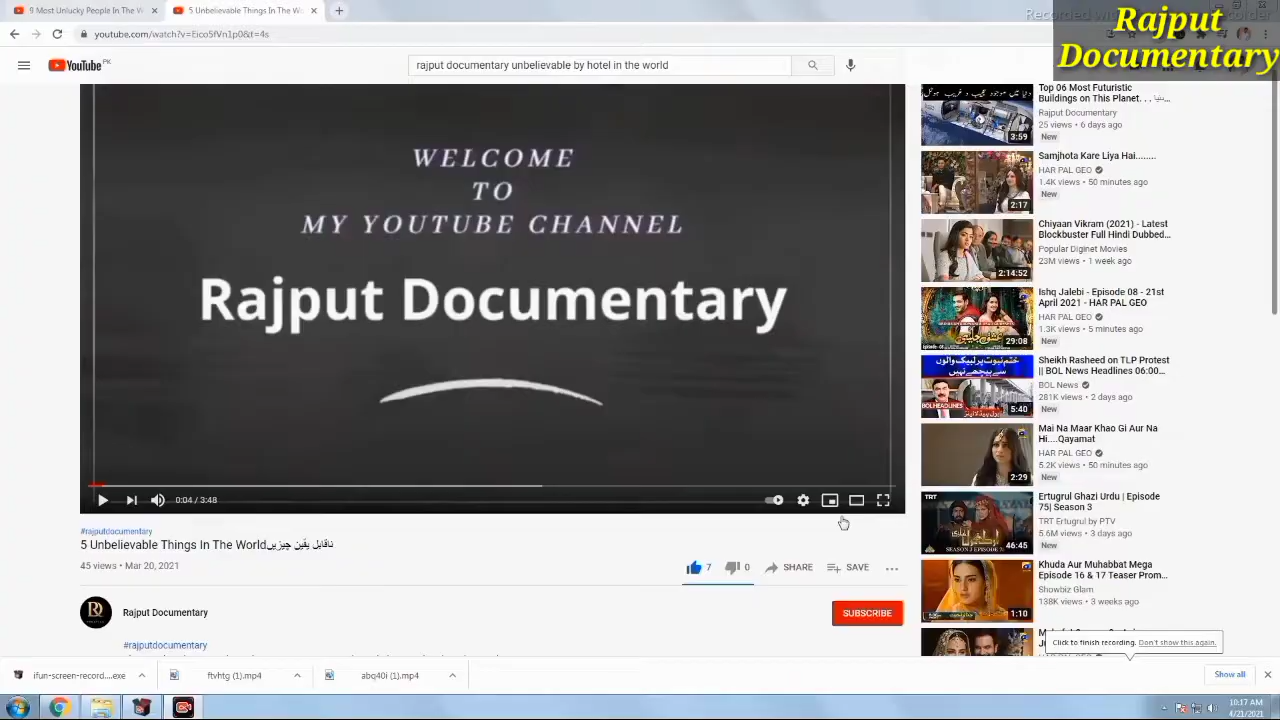 9 Most Unlucky People In The W
5 Unbelievable Things In The Wo
Rajput
Documentary
youtube.com/watch?v=Eico5fVn1p0&t=4s
YouTube PK
rajput documentary unbelievable by hotel in the world
WELCOME
TO
Y YOUTUBE CHANNEL
Rajput Documentary
0:04 / 3:48
#rajputdocumentary
5 Unbelievable Things In The World
45 views • Mar 20, 2021
7
0
SHARE
SAVE
Rajput Documentary
SUBSCRIBE
#rajputdocumentary
3:59
Top 06 Most Futuristic
Buildings on This Planet. . . دنیا...
Rajput Documentary
25 views • 6 days ago
New
2:17
Samjhota Kare Liya Hai........
HAR PAL GEO
1.4K views • 50 minutes ago
New
2:14:52
Chiyaan Vikram (2021) - Latest
Blockbuster Full Hindi Dubbed...
Popular Diginet Movies
23M views • 1 week ago
29:08
Ishq Jalebi - Episode 08 - 21st
April 2021 - HAR PAL GEO
HAR PAL GEO
1.3K views • 5 minutes ago
New
BOLHEADLINES
5:40
Sheikh Rasheed on TLP Protest
|| BOL News Headlines 06:00...
BOL News
281K views • 2 days ago
New
2:29
Mai Na Maar Khao Gi Aur Na
Hi....Qayamat
HAR PAL GEO
5.2K views • 50 minutes ago
New
TRT
SEASON 3 EPISODE 75
46:45
Ertugrul Ghazi Urdu | Episode
75| Season 3
TRT Ertugrul by PTV
5.6M views • 3 days ago
New
1:10
Khuda Aur Muhabbat Mega
Episode 16 & 17 Teaser Prom...
Showbiz Glam
138K views • 3 weeks ago
Click to finish recording. Don't show this again.
ifun-screen-record....exe
ftvhtg (1).mp4
abq40i (1).mp4
Show all
10:17 AM
4/21/2021